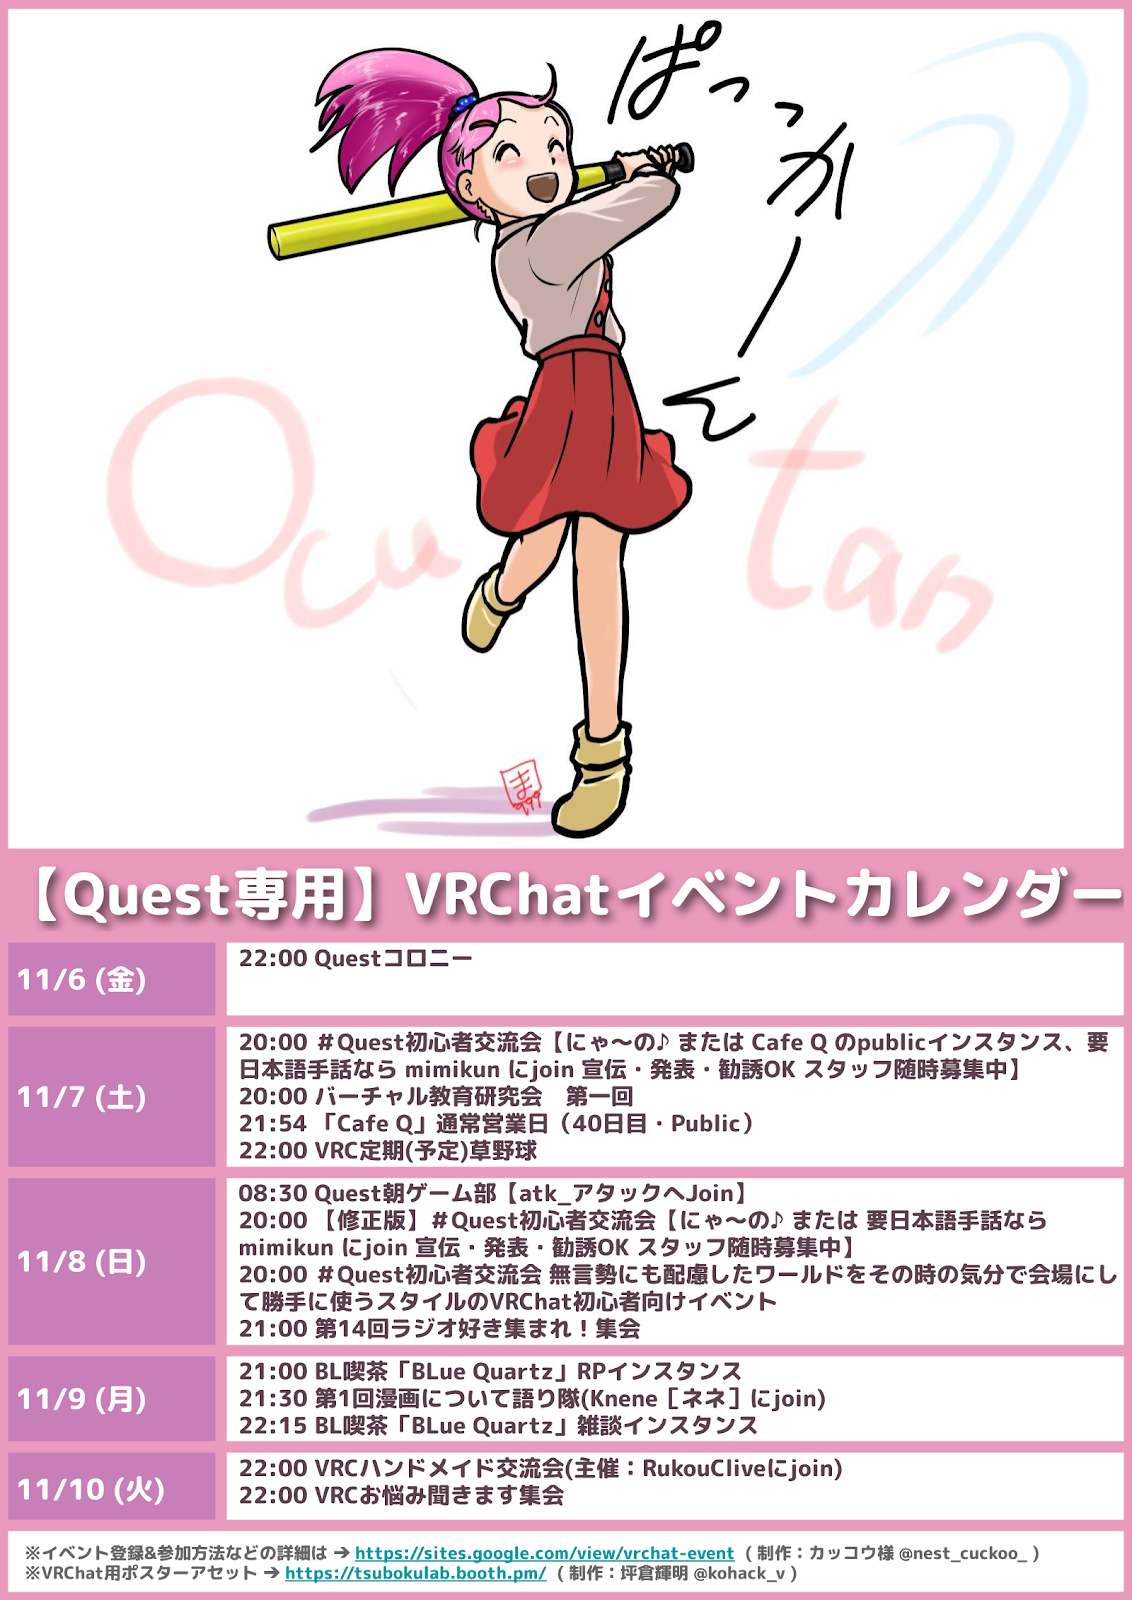 ぱっっかーん
Ocu tan
ま
999
【Quest専用】VRChatイベントカレンダー
11/6 (金)
22:00 Questコロニー
11/7 (土)
20:00 #Quest初心者交流会【にゃ〜の♪ または Cafe Q のpublicインスタンス、要
日本語手話なら mimikun にjoin 宣伝・発表・勧誘OK スタッフ随時募集中】
20:00 バーチャル教育研究会　第一回
21:54 「Cafe Q」通常営業日（40日目・Public）
22:00 VRC定期(予定)草野球
11/8 (日)
08:30 Quest朝ゲーム部【atk_アタックへJoin】
20:00 【修正版】#Quest初心者交流会【にゃ〜の♪ または 要日本語手話なら
mimikun にjoin 宣伝・発表・勧誘OK スタッフ随時募集中】
20:00 #Quest初心者交流会 無言勢にも配慮したワールドをその時の気分で会場にし
て勝手に使うスタイルのVRChat初心者向けイベント
21:00 第14回ラジオ好き集まれ！集会
11/9 (月)
21:00 BL喫茶「BLue Quartz」RPインスタンス
21:30 第1回漫画について語り隊(Knene［ネネ］にjoin)
22:15 BL喫茶「BLue Quartz」雑談インスタンス
11/10 (火)
22:00 VRCハンドメイド交流会(主催：RukouCliveにjoin)
22:00 VRCお悩み聞きます集会
※イベント登録&参加方法などの詳細は ➔ https://sites.google.com/view/vrchat-event （ 制作：カッコウ様 @nest_cuckoo_ ）
※VRChat用ポスターアセット ➔ https://tsubokulab.booth.pm/ （ 制作：坪倉輝明 @kohack_v ）